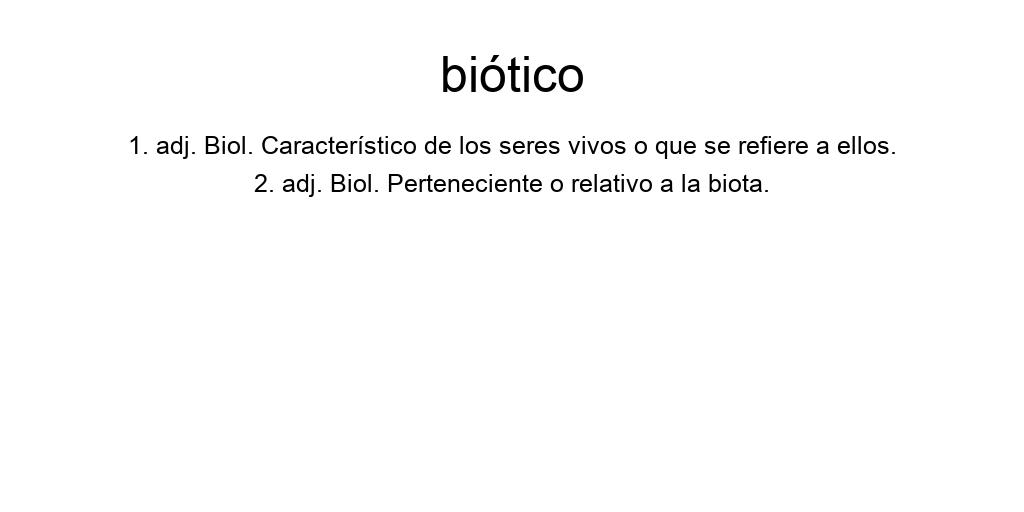 biótico
1. adj. Biol. Característico de los seres vivos o que se refiere a ellos.
2. adj. Biol. Perteneciente o relativo a la biota.